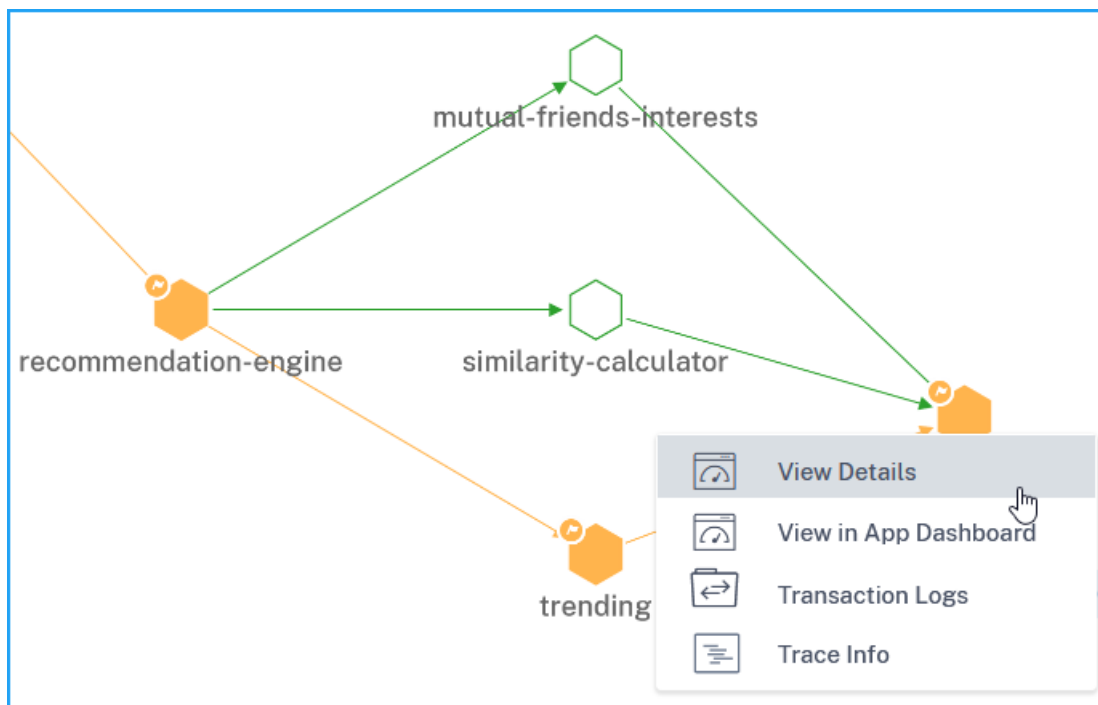 mutual-friends-interests
recommendation-engine
similarity-calculator
trending
View Details
View in App Dashboard
Transaction Logs
Trace Info